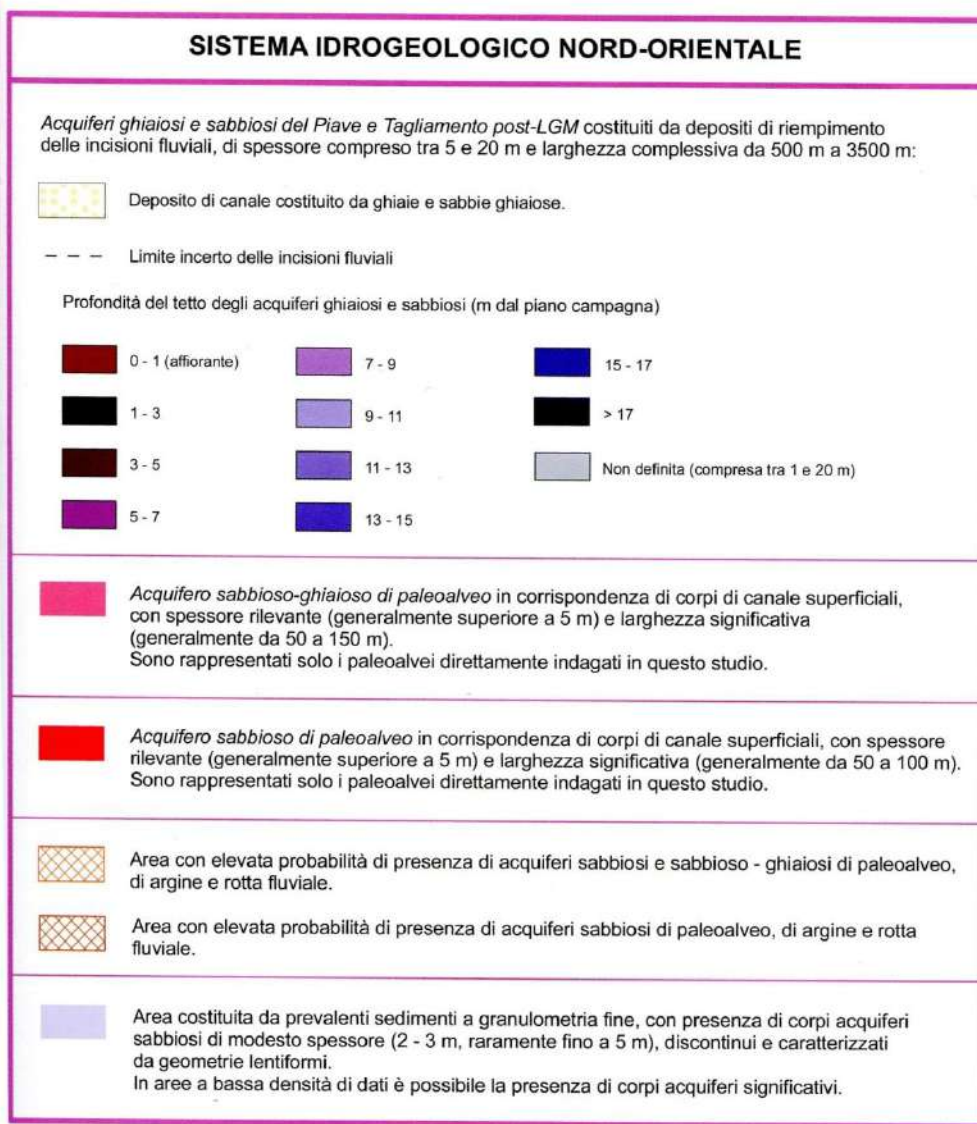 SISTEMA IDROGEOLOGICO NORD-ORIENTALE
Acquiferi ghiaiosi e sabbiosi del Piave e Tagliamento post-LGM costituiti da depositi di riempimento
delle incisioni fluviali, di spessore compreso tra 5 e 20 m e larghezza complessiva da 500 m a 3500 m:
Deposito di canale costituito da ghiaie e sabbie ghiaiose.
Limite incerto delle incisioni fluviali
Profondità del tetto degli acquiferi ghiaiosi e sabbiosi (m dal piano campagna)
0 - 1 (affiorante)
1 - 3
3 - 5
5 - 7
7 - 9
9 - 11
11 - 13
13 - 15
15 - 17
> 17
Non definita (compresa tra 1 e 20 m)
Acquifero sabbioso-ghiaioso di paleoalveo in corrispondenza di corpi di canale superficiali,
con spessore rilevante (generalmente superiore a 5 m) e larghezza significativa
(generalmente da 50 a 150 m).
Sono rappresentati solo i paleoalvei direttamente indagati in questo studio.
Acquifero sabbioso di paleoalveo in corrispondenza di corpi di canale superficiali, con spessore
rilevante (generalmente superiore a 5 m) e larghezza significativa (generalmente da 50 a 100 m).
Sono rappresentati solo i paleoalvei direttamente indagati in questo studio.
Area con elevata probabilità di presenza di acquiferi sabbiosi e sabbioso - ghiaiosi di paleoalveo,
di argine e rotta fluviale.
Area con elevata probabilità di presenza di acquiferi sabbiosi di paleoalveo, di argine e rotta
fluviale.
Area costituita da prevalenti sedimenti a granulometria fine, con presenza di corpi acquiferi
sabbiosi di modesto spessore (2 - 3 m, raramente fino a 5 m), discontinui e caratterizzati
da geometrie lentiformi.
In aree a bassa densità di dati è possibile la presenza di corpi acquiferi significativi.